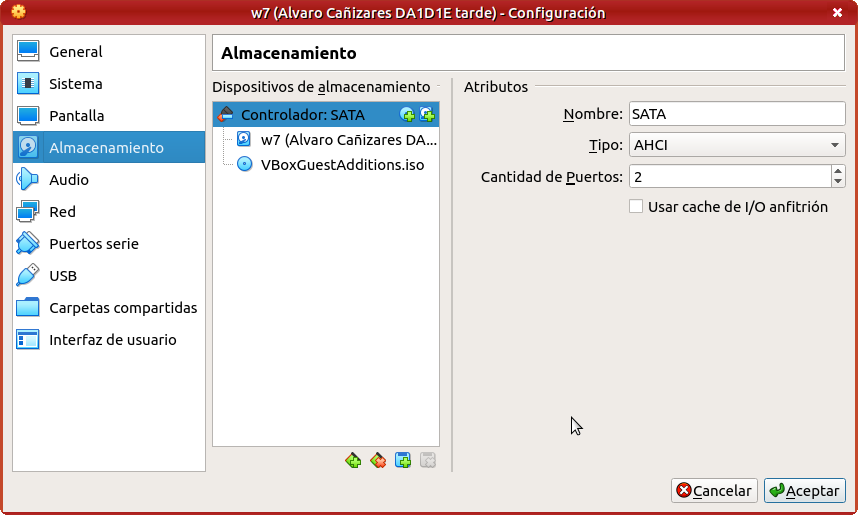 w7 (Alvaro Cañizares DA1D1E tarde) - Configuración
General
Sistema
Pantalla
Almacenamiento
Audio
Red
Puertos serie
USB
Carpetas compartidas
Interfaz de usuario
Almacenamiento
Dispositivos de almacenamiento
Controlador: SATA
w7 (Alvaro Cañizares DA...
VBoxGuestAdditions.iso
Atributos
Nombre: SATA
Tipo: AHCI
Cantidad de Puertos: 2
Usar cache de I/O anfitrión
Cancelar
Aceptar